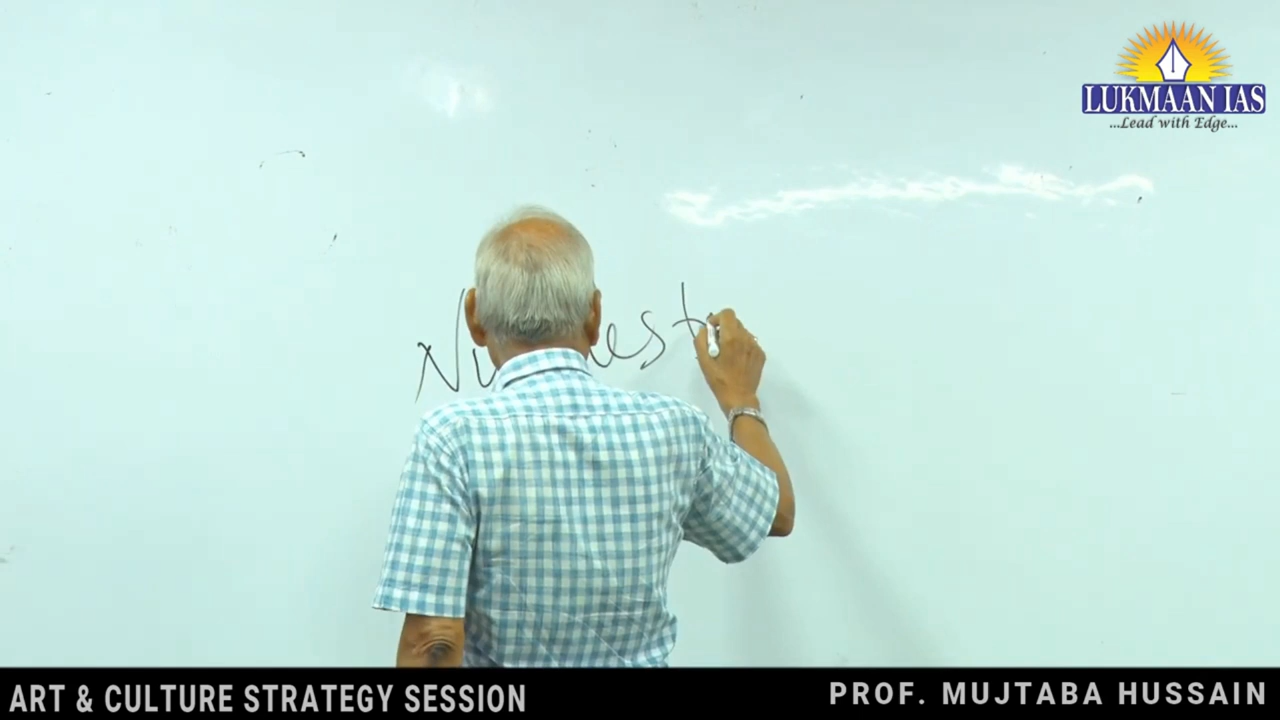 LUKMAAN IAS
...Lead with Edge...
ART & CULTURE STRATEGY SESSION
PROF. MUJTABA HUSSAIN